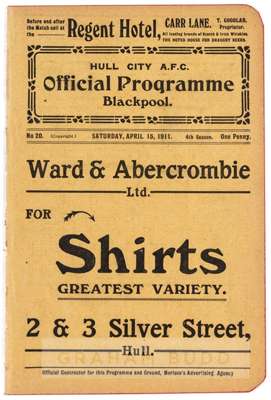 Before and after the Match call at the
Regent Hotel,
CARR LANE.
T. GOODLAD, Proprietor.
All leading brands of Scotch & Irish Whiskies.
THE NOTED HOUSE FOR DRAUGHT BEERS.
HULL CITY A.F.C.
Official Programme
Blackpool.
No 20. (Copyright.) SATURDAY, APRIL 15, 1911. 4th Season. One Penny.
Ward & Abercrombie
Ltd.
FOR
Shirts
GREATEST VARIETY.
2 & 3 Silver Street,
Hull.
GRAHAM BUDD
Official Contractor for this Programme and Ground, Morison's Advertising Agency